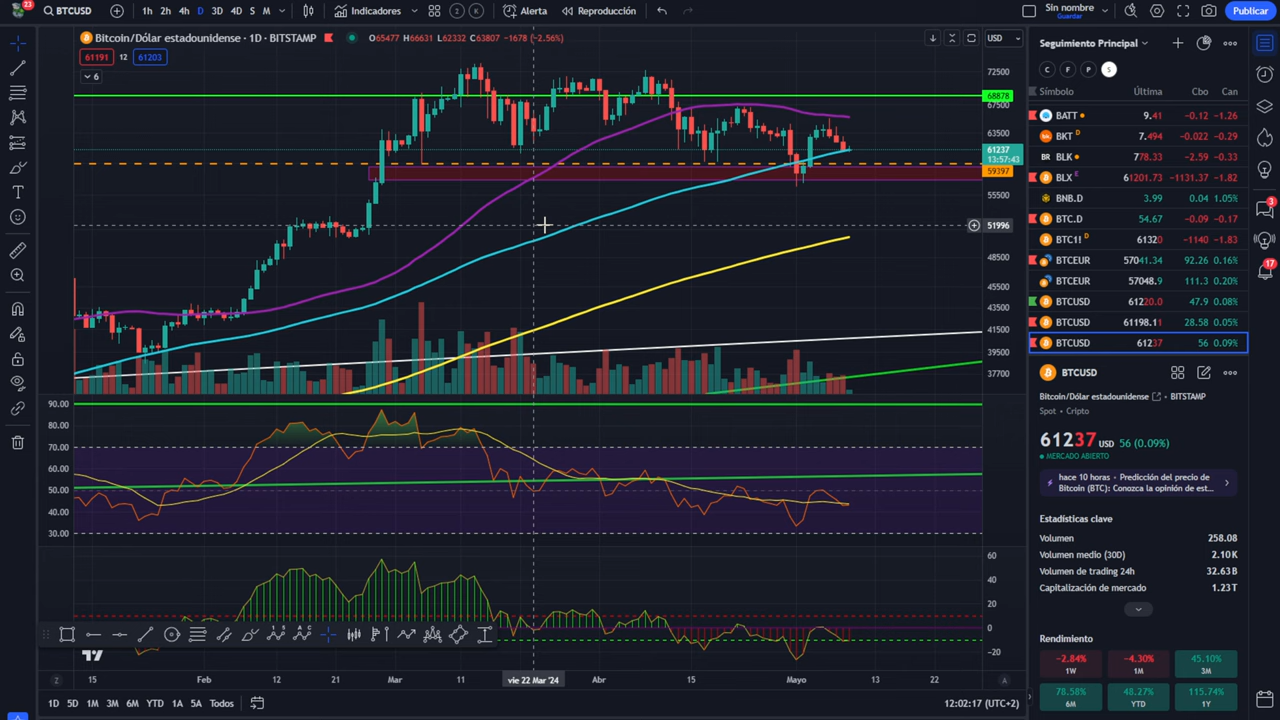 23
BTCUSD
1h 2h 4h D 3D 4D S M
Indicadores
2 K
Alerta
Reproducción
Sin nombre
Guardar
Publicar
Bitcoin/Dólar estadounidense · 1D · BITSTAMP
O65477 H66631 L62332 C63807 −1678 (−2.56%)
USD
61191 12 61203
6
72500
68878
67500
63500
61237
13:57:43
59397
55500
51996
48500
45500
43500
41500
39500
37700
90.00
80.00
70.00
60.00
50.00
40.00
30.00
60
40
20
0
−20
Z 15 Feb 12 21 Mar 11 vie 22 Mar '24 Abr 15 Mayo 13 22 A
1D 5D 1M 3M 6M YTD 1A 5A Todos
12:02:17 (UTC+2)
Seguimiento Principal
C F P S
Símbolo Última Cbo Can
BATT 9.41 −0.12 −1.26
BKT D 7.494 −0.022 −0.29
BLK 778.33 −2.59 −0.33
BLX 61201.73 −1131.37 −1.82
BNB.D 3.99 0.04 1.05%
BTC.D 54.67 −0.09 −0.17
BTC1! D 61320 −1140 −1.83
BTCEUR 57041.34 92.26 0.16%
BTCEUR 57048.9 111.3 0.20%
BTCUSD 61220.0 47.9 0.08%
BTCUSD 61198.11 28.58 0.05%
BTCUSD 61237 56 0.09%
BTCUSD
Bitcoin/Dólar estadounidense · BITSTAMP
Spot · Cripto
61237 USD 56 (0.09%)
MERCADO ABIERTO
hace 10 horas · Predicción del precio de
Bitcoin (BTC): Conozca la opinión de est...
Estadísticas clave
Volumen 258.08
Volumen medio (30D) 2.10K
Volumen de trading 24h 32.63B
Capitalización de mercado 1.23T
Rendimiento
−2.84% −4.30% 45.10%
1W 1M 3M
78.58% 48.27% 115.74%
6M YTD 1Y
3
17